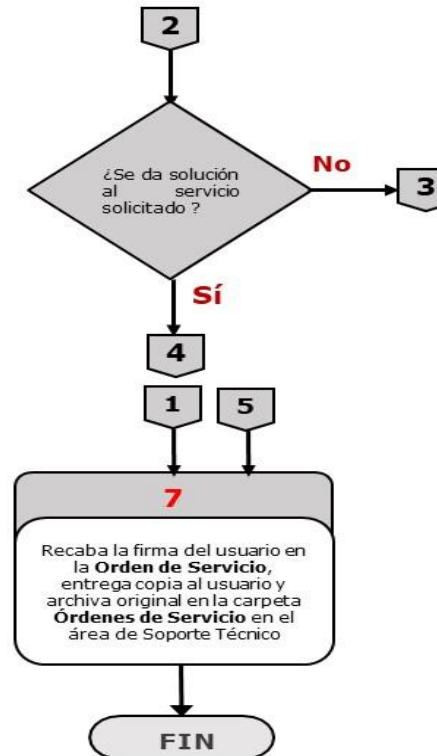 2
¿Se da solución
al servicio
solicitado ?
No
3
Sí
4
1
5
7
Recaba la firma del usuario en
la Orden de Servicio,
entrega copia al usuario y
archiva original en la carpeta
Órdenes de Servicio en el
área de Soporte Técnico
FIN